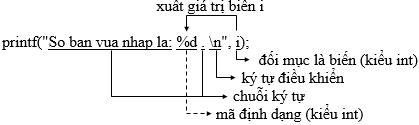 xuất giá trị biến i
printf("So ban vua nhap la: %d . \n", i);
đối mục là biến (kiểu int)
ký tự điều khiển
chuỗi ký tự
mã định dạng (kiểu int)